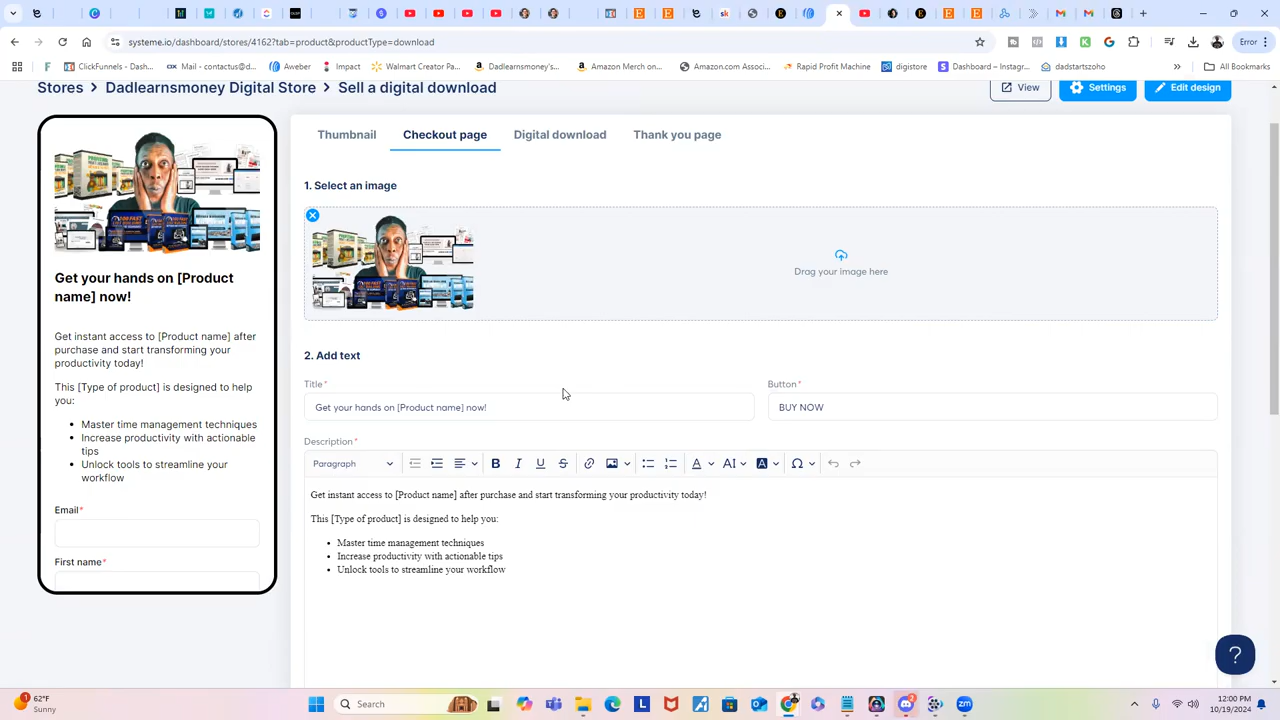 systeme.io/dashboard/stores/4162?tab=product&productType=download
Error
F
ClickFunnels - Dash...
Mail - contactus@d...
Aweber
Impact
Walmart Creator Pa...
Dadlearnsmoney's...
Amazon Merch on...
Amazon.com Associ...
Rapid Profit Machine
digistore
Dashboard – Instagr...
dadstartszoho
All Bookmarks
Stores > Dadlearnsmoney Digital Store > Sell a digital download
View
Settings
Edit design
Thumbnail
Checkout page
Digital download
Thank you page
1. Select an image
Drag your image here
2. Add text
Title*
Get your hands on [Product name] now!
Button*
BUY NOW
Description*
Paragraph
Get instant access to [Product name] after purchase and start transforming your productivity today!
This [Type of product] is designed to help you:
Master time management techniques
Increase productivity with actionable tips
Unlock tools to streamline your workflow
Get your hands on [Product
name] now!
Get instant access to [Product name] after
purchase and start transforming your
productivity today!
This [Type of product] is designed to help
you:
Master time management techniques
Increase productivity with actionable
tips
Unlock tools to streamline your
workflow
Email*
First name*
62°F
Sunny
Search
12:00 PM
10/19/2024